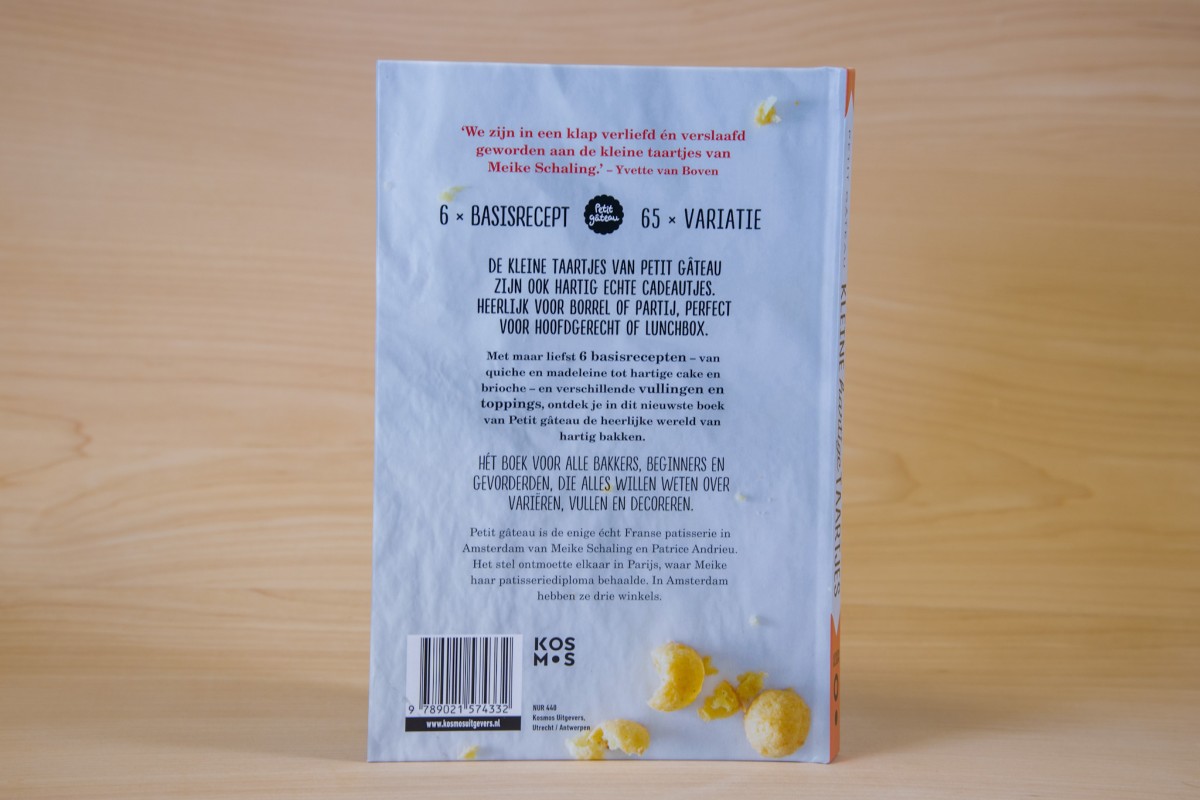 ‘We zijn in een klap verliefd én verslaafd
geworden aan de kleine taartjes van
Meike Schaling.’ – Yvette van Boven
6 × BASISRECEPT
Petit
gâteau
65 × VARIATIE
DE KLEINE TAARTJES VAN PETIT GÂTEAU
ZIJN OOK HARTIG ECHTE CADEAUTJES.
HEERLIJK VOOR BORREL OF PARTIJ, PERFECT
VOOR HOOFDGERECHT OF LUNCHBOX.
Met maar liefst 6 basisrecepten – van
quiche en madeleine tot hartige cake en
brioche – en verschillende vullingen en
toppings, ontdek je in dit nieuwste boek
van Petit gâteau de heerlijke wereld van
hartig bakken.
HÉT BOEK VOOR ALLE BAKKERS, BEGINNERS EN
GEVORDERDEN, DIE ALLES WILLEN WETEN OVER
VARIËREN, VULLEN EN DECOREREN.
Petit gâteau is de enige écht Franse patisserie in
Amsterdam van Meike Schaling en Patrice Andrieu.
Het stel ontmoette elkaar in Parijs, waar Meike
haar patisseriediploma behaalde. In Amsterdam
hebben ze drie winkels.
KOS
M•S
9 789021 574332
www.kosmosuitgevers.nl
NUR 440
Kosmos Uitgevers,
Utrecht / Antwerpen
KLEINE hartige TAARTJES